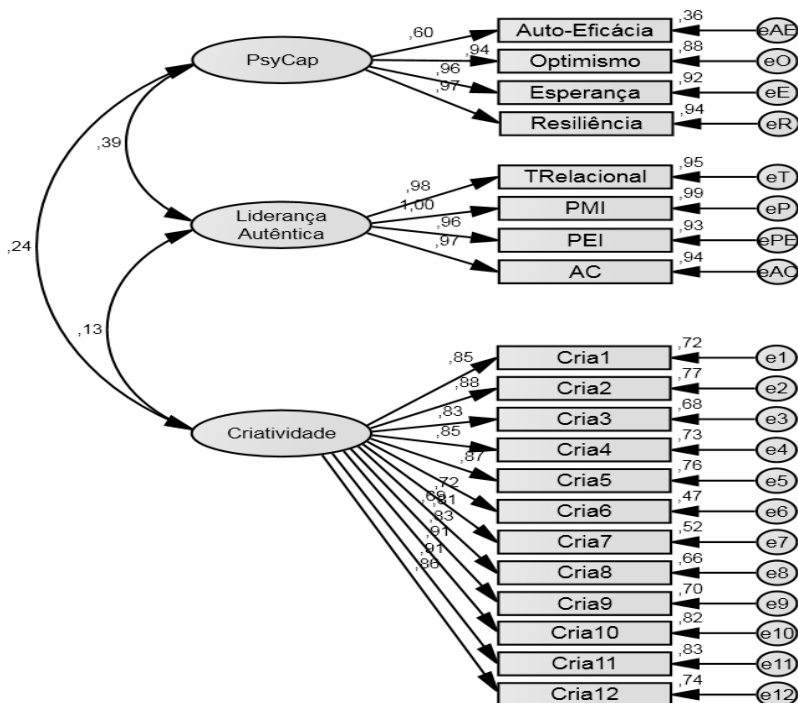 PsyCap
,60
,94
,96
,97
Auto-Eficácia
,36
eAE
Optimismo
,88
eO
Esperança
,92
eE
Resiliência
,94
eR
,39
,24
,13
Liderança
Autêntica
,98
1,00
,96
,97
TRelacional
,95
eT
PMI
,99
eP
PEI
,93
ePE
AC
,94
eAC
Criatividade
,85
,88
,83
,85
,87
,69
,72
,81
,83
,91
,91
,86
Cria1
,72
e1
Cria2
,77
e2
Cria3
,68
e3
Cria4
,73
e4
Cria5
,76
e5
Cria6
,47
e6
Cria7
,52
e7
Cria8
,66
e8
Cria9
,70
e9
Cria10
,82
e10
Cria11
,83
e11
Cria12
,74
e12